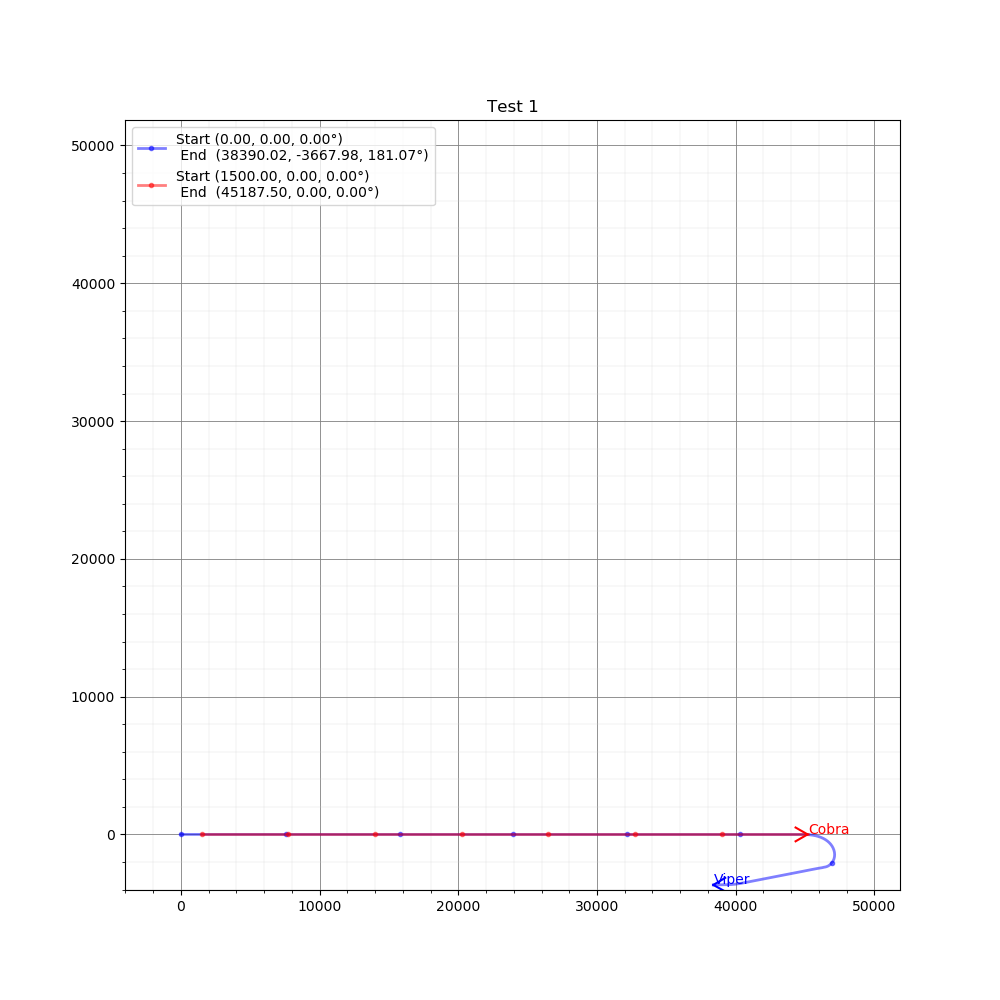 Test 1
Start (0.00, 0.00, 0.00°)
End (38390.02, -3667.98, 181.07°)
Start (1500.00, 0.00, 0.00°)
End (45187.50, 0.00, 0.00°)
50000
40000
30000
20000
10000
0
Cobra
Viper
0
10000
20000
30000
40000
50000